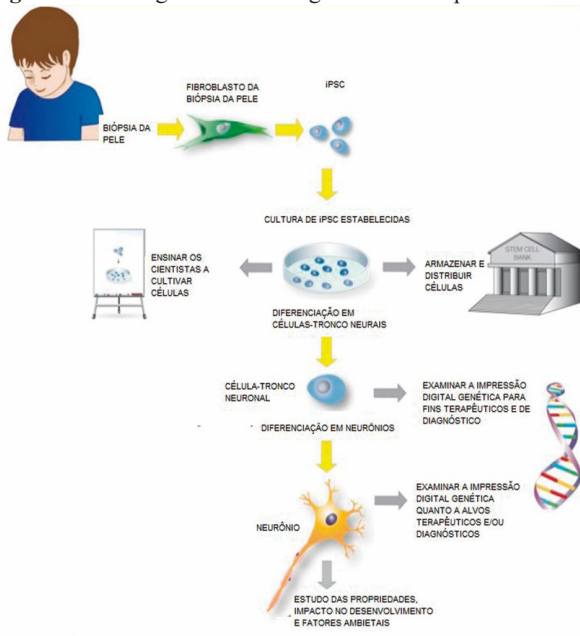 FIBROBLASTO DA
BIÓPSIA DA PELE
iPSC
BIÓPSIA DA
PELE
CULTURA DE iPSC ESTABELECIDAS
ENSINAR OS
CIENTISTAS A
CULTIVAR
CÉLULAS
ARMAZENAR E
DISTRIBUIR
CÉLULAS
STEM CELL
BANK
DIFERENCIAÇÃO EM
CÉLULAS-TRONCO NEURAIS
CÉLULA-TRONCO
NEURONAL
EXAMINAR A IMPRESSÃO
DIGITAL GENÉTICA PARA
FINS TERAPÊUTICOS E DE
DIAGNÓSTICO
DIFERENCIAÇÃO EM NEURÔNIOS
EXAMINAR A IMPRESSÃO
DIGITAL GENÉTICA
QUANTO A ALVOS
TERAPÊUTICOS E/OU
DIAGNÓSTICOS
NEURÔNIO
ESTUDO DAS PROPRIEDADES,
IMPACTO NO DESENVOLVIMENTO
E FATORES AMBIETAIS